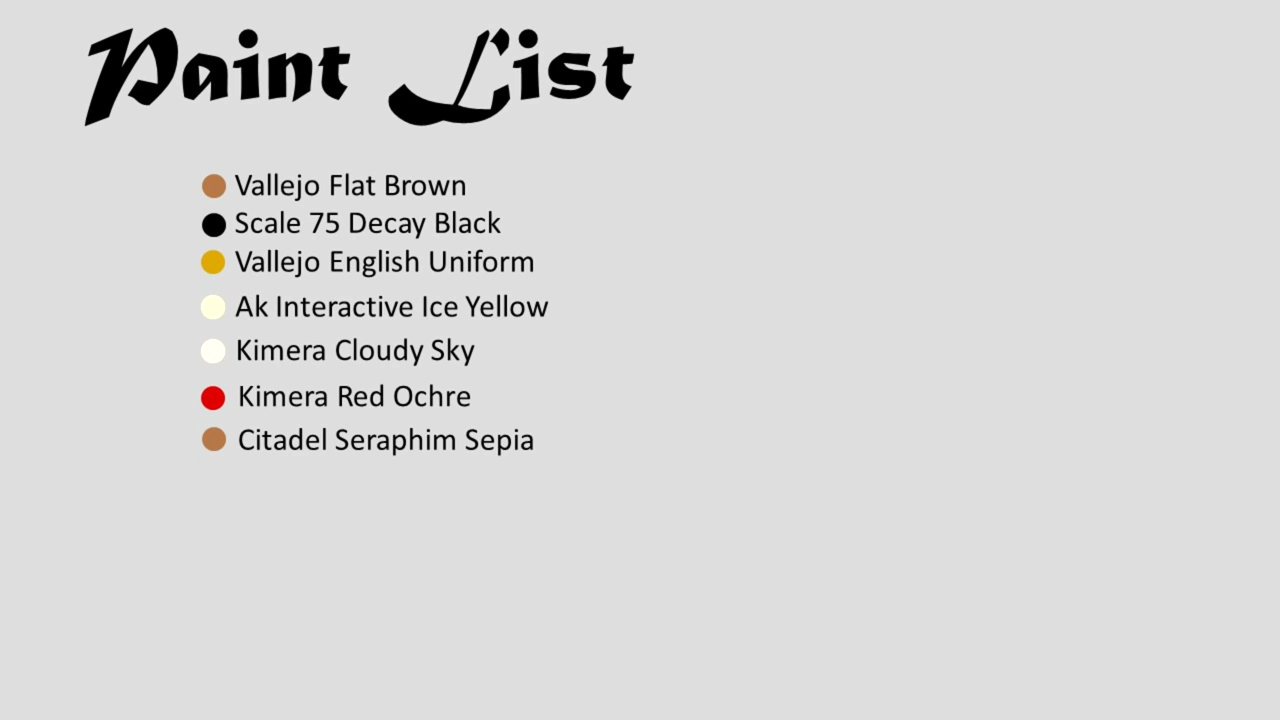 Paint List
Vallejo Flat Brown
Scale 75 Decay Black
Vallejo English Uniform
Ak Interactive Ice Yellow
Kimera Cloudy Sky
Kimera Red Ochre
Citadel Seraphim Sepia